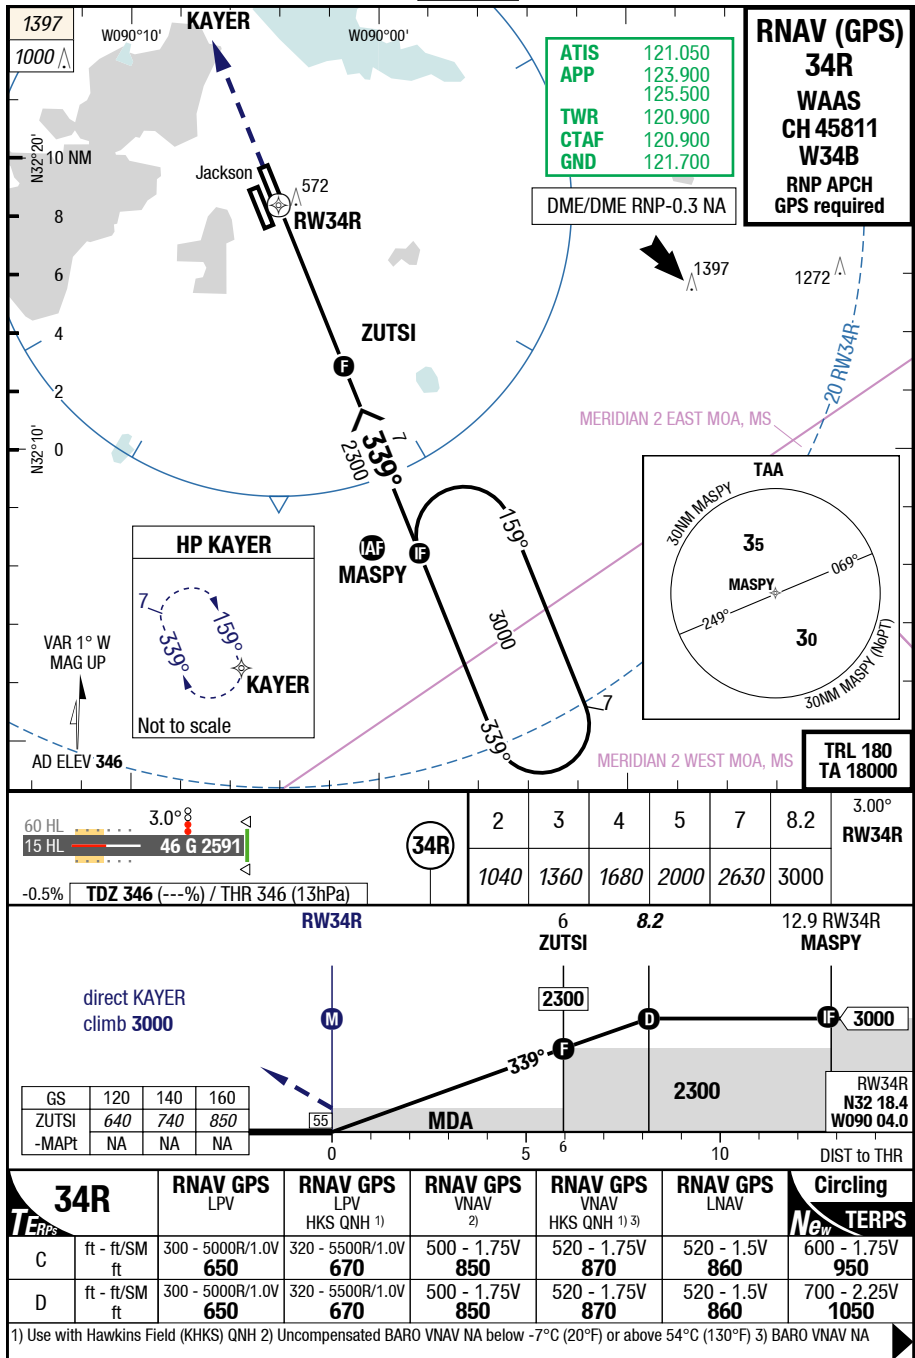 1397
1000
W090°10'
KAYER
W090°00'
ATIS 121.050
APP 123.900
125.500
TWR 120.900
CTAF 120.900
GND 121.700
RNAV (GPS)
34R
WAAS
CH 45811
W34B
RNP APCH
GPS required
DME/DME RNP-0.3 NA
N32°20'
10 NM
8
6
4
2
0
N32°10'
Jackson
572
RW34R
1397
1272
20 RW34R
ZUTSI
F
MERIDIAN 2 EAST MOA, MS
7
339°
2300
IAF
IF
MASPY
159°
3000
339°
7
HP KAYER
7
159°
339°
KAYER
Not to scale
TAA
30NM MASPY
35
069°
MASPY
249°
30
30NM MASPY (NoPT)
VAR 1° W
MAG UP
AD ELEV 346
MERIDIAN 2 WEST MOA, MS
TRL 180
TA 18000
60 HL
15 HL
3.0°
46 G 2591
-0.5% TDZ 346 (---%) / THR 346 (13hPa)
34R
2 3 4 5 7 8.2 3.00°
RW34R
1040 1360 1680 2000 2630 3000
RW34R 6 8.2 12.9 RW34R
ZUTSI MASPY
direct KAYER
climb 3000
M
2300
D
IF
3000
F
339°
2300
MDA
55
RW34R
N32 18.4
W090 04.0
GS 120 140 160
ZUTSI 640 740 850
-MAPt NA NA NA
0 5 6 10 DIST to THR
34R
TERPs
RNAV GPS
LPV
RNAV GPS
LPV
HKS QNH 1)
RNAV GPS
VNAV
2)
RNAV GPS
VNAV
HKS QNH 1) 3)
RNAV GPS
LNAV
Circling
New TERPS
C ft - ft/SM 300 - 5000R/1.0V 320 - 5500R/1.0V 500 - 1.75V 520 - 1.75V 520 - 1.5V 600 - 1.75V
ft 650 670 850 870 860 950
D ft - ft/SM 300 - 5000R/1.0V 320 - 5500R/1.0V 500 - 1.75V 520 - 1.75V 520 - 1.5V 700 - 2.25V
ft 650 670 850 870 860 1050
1) Use with Hawkins Field (KHKS) QNH 2) Uncompensated BARO VNAV NA below -7°C (20°F) or above 54°C (130°F) 3) BARO VNAV NA